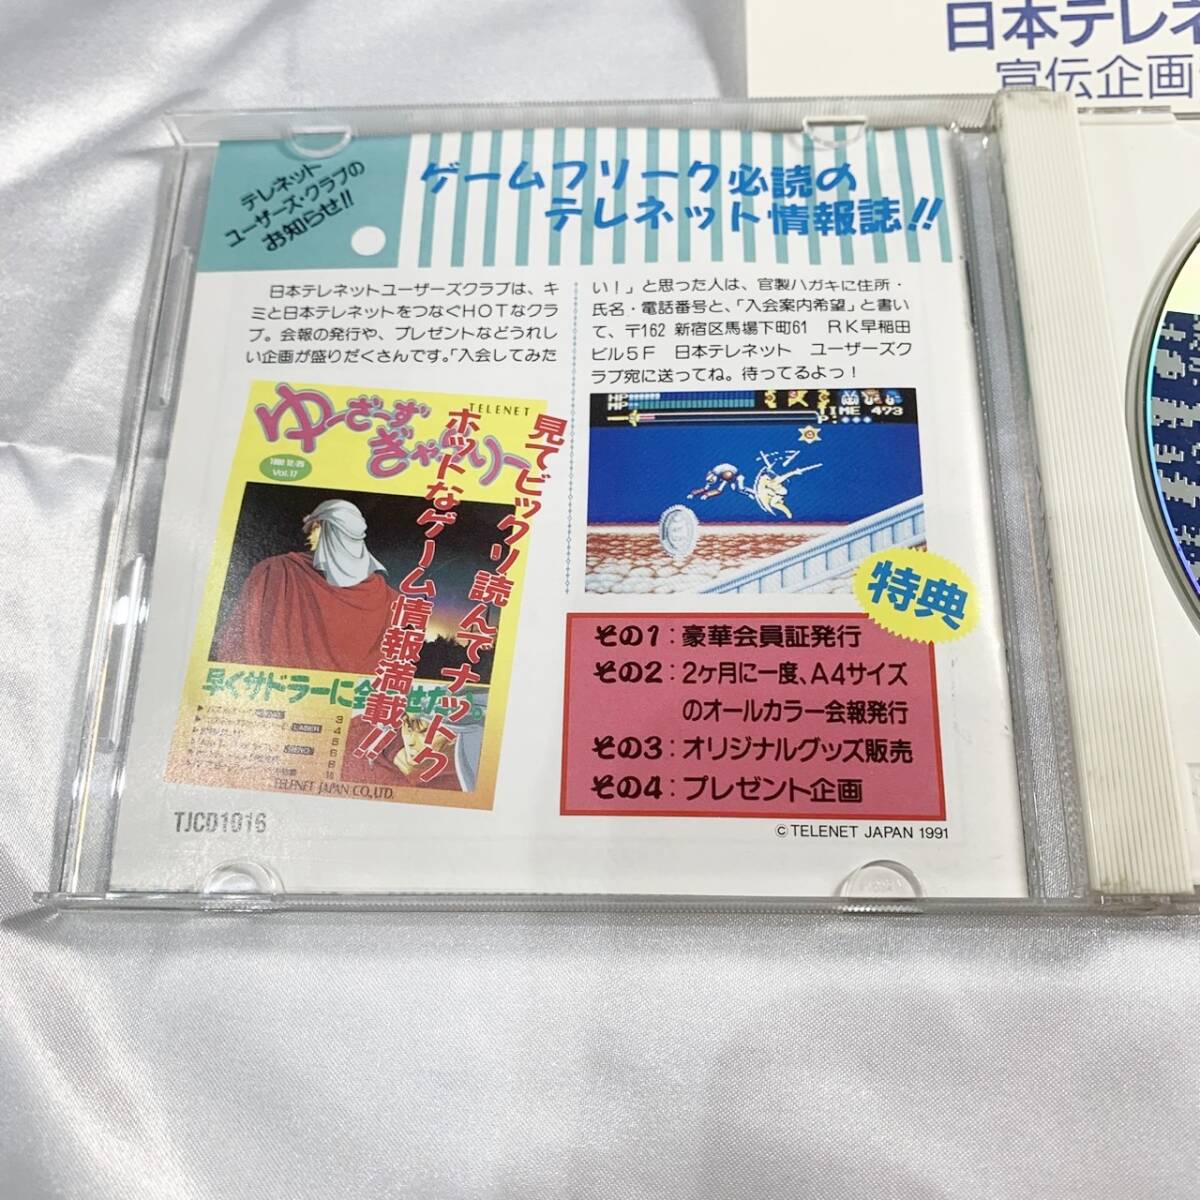 日本テレネ
宣伝企画
テレネット
ユーザーズ・クラブの
お知らせ!!
ゲームフリーク必読の
テレネット情報誌!!
日本テレネットユーザーズクラブは、キ
ミと日本テレネットをつなぐHOTなクラ
ブ。会報の発行や、プレゼントなどうれし
い企画が盛りだくさんです。「入会してみた
い!」と思った人は、官製ハガキに住所・
氏名・電話番号と、「入会案内希望」と書い
て、〒162 新宿区馬場下町61 RK早稲田
ビル5F 日本テレネット ユーザーズク
ラブ宛に送ってね。待ってるよっ!
TELENET
ゆーざーず
ぎゃらりー
Vol.17
見てビックリ読んでナットク
ホットなゲーム情報満載!!
早くサドラーに会
TELENET JAPAN CO.,LTD.
HP
MP
TIME 473
P:
特典
その1:豪華会員証発行
その2:2ヶ月に一度、A4サイズ
のオールカラー会報発行
その3:オリジナルグッズ販売
その4:プレゼント企画
TJCD1016
©TELENET JAPAN 1991